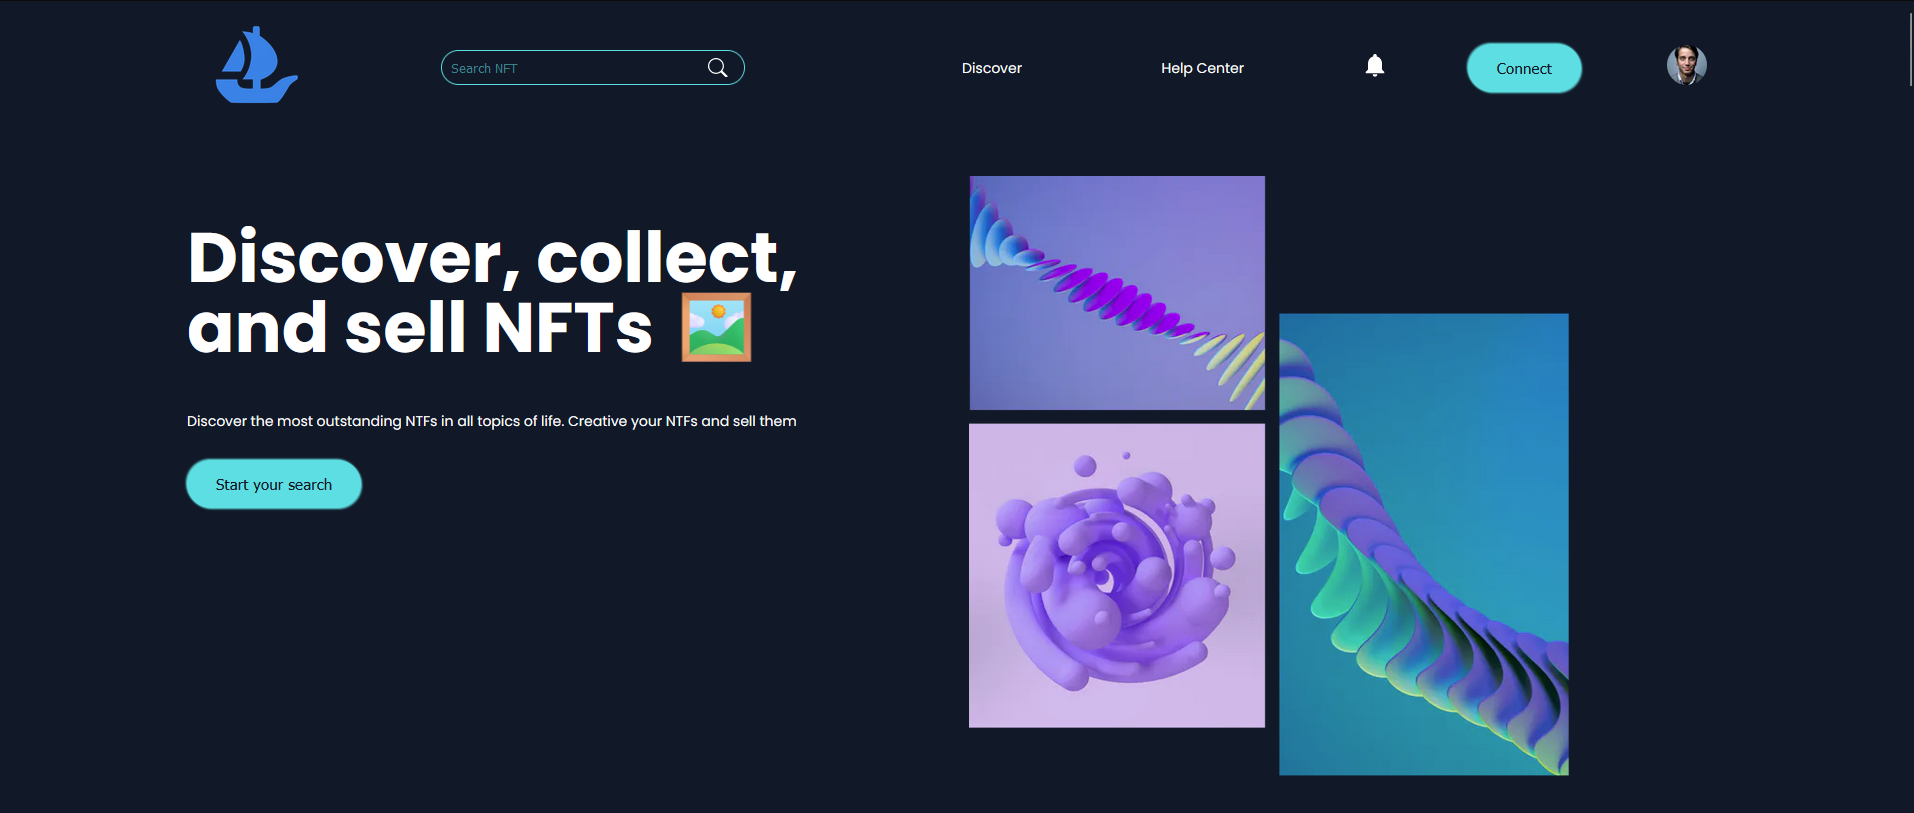 Search NFT
Discover
Help Center
Connect
Discover, collect,
and sell NFTs
Discover the most outstanding NTFs in all topics of life. Creative your NTFs and sell them
Start your search